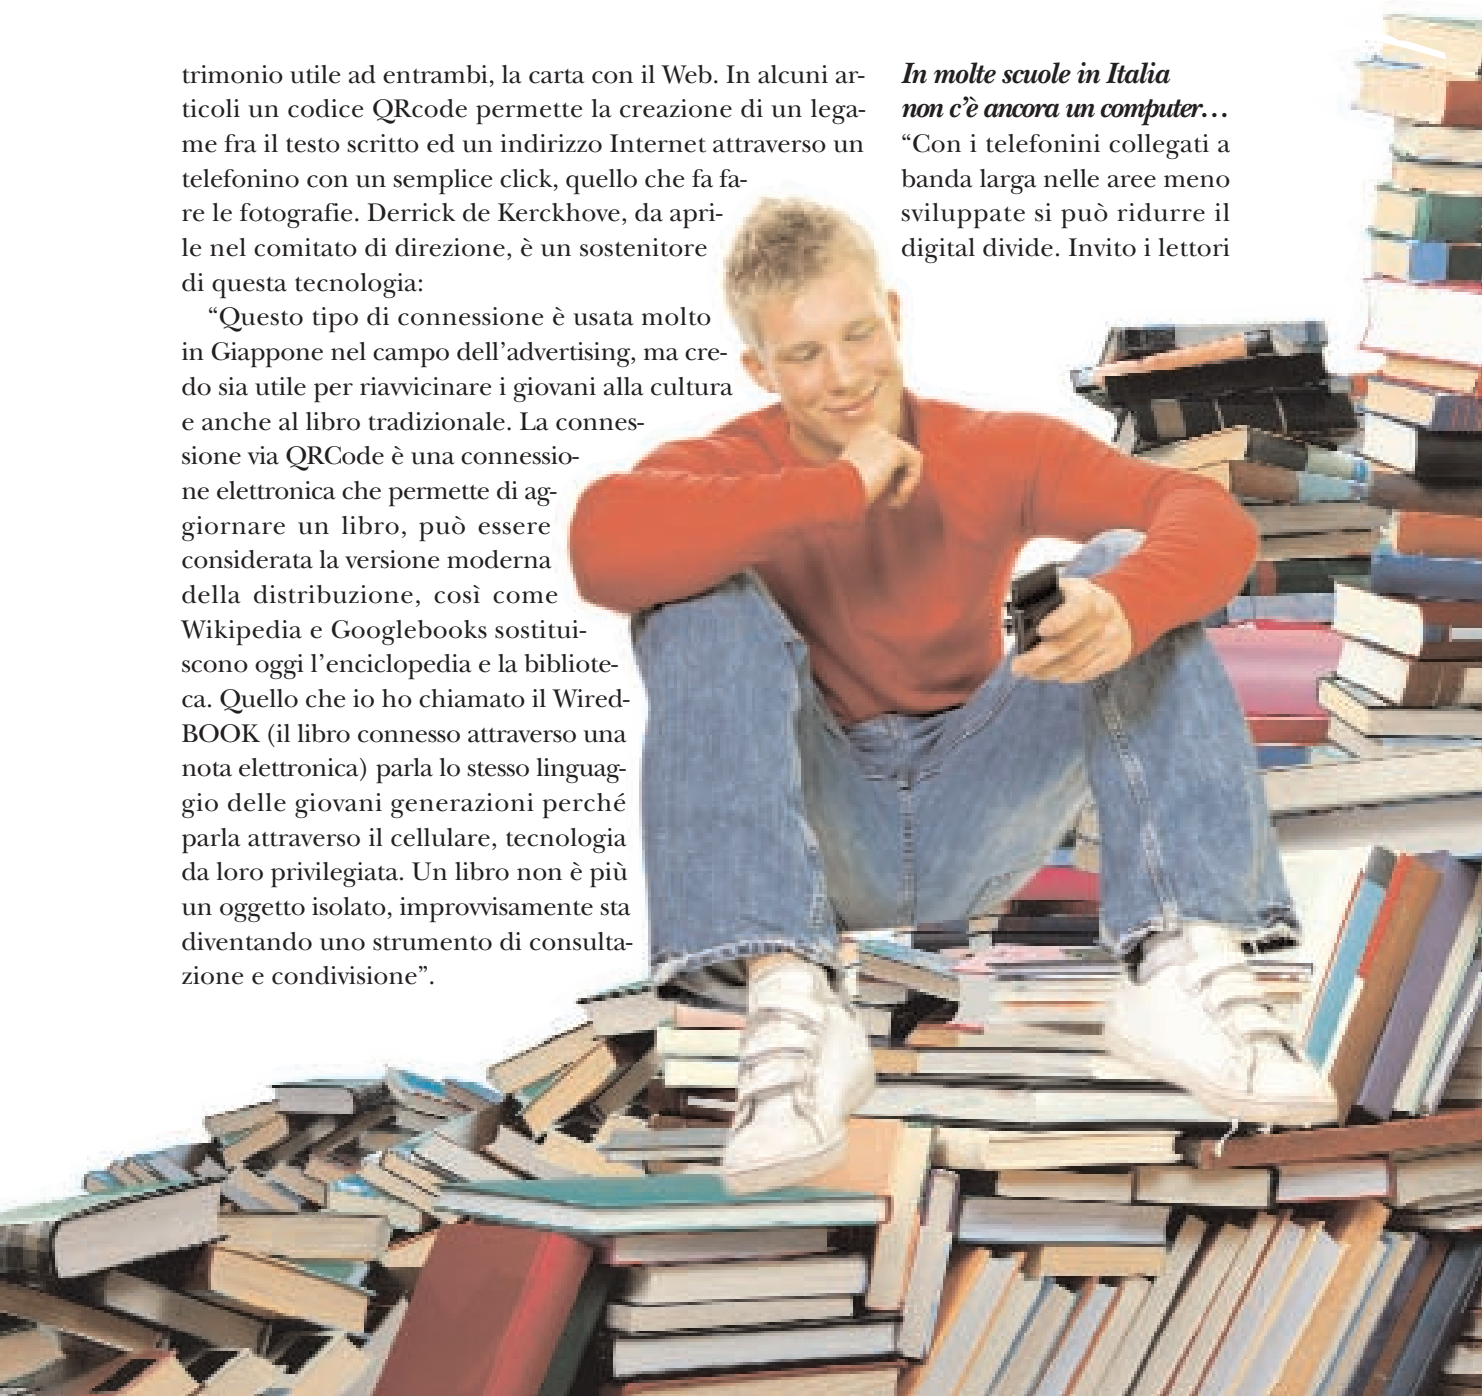 trimonio utile ad entrambi, la carta con il Web. In alcuni ar-
ticoli un codice QRcode permette la creazione di un lega-
me fra il testo scritto ed un indirizzo Internet attraverso un
telefonino con un semplice click, quello che fa fa-
re le fotografie. Derrick de Kerckhove, da apri-
le nel comitato di direzione, è un sostenitore
di questa tecnologia:
“Questo tipo di connessione è usata molto
in Giappone nel campo dell’advertising, ma cre-
do sia utile per riavvicinare i giovani alla cultura
e anche al libro tradizionale. La connes-
sione via QRCode è una connessio-
ne elettronica che permette di ag-
giornare un libro, può essere
considerata la versione moderna
della distribuzione, così come
Wikipedia e Googlebooks sostitui-
scono oggi l’enciclopedia e la bibliote-
ca. Quello che io ho chiamato il Wired-
BOOK (il libro connesso attraverso una
nota elettronica) parla lo stesso linguag-
gio delle giovani generazioni perché
parla attraverso il cellulare, tecnologia
da loro privilegiata. Un libro non è più
un oggetto isolato, improvvisamente sta
diventando uno strumento di consulta-
zione e condivisione”.
In molte scuole in Italia
non c’è ancora un computer…
“Con i telefonini collegati a
banda larga nelle aree meno
sviluppate si può ridurre il
digital divide. Invito i lettori